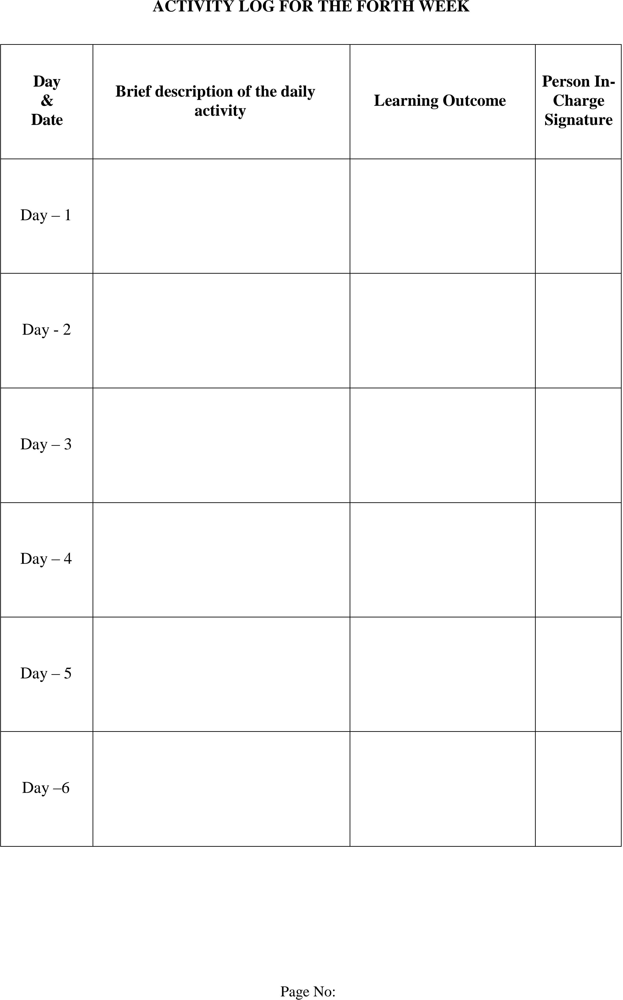 ACTIVITY LOG FOR THE FORTH WEEK
Day
&
Date
Brief description of the daily
activity
Learning Outcome
Person In-
Charge
Signature
Day – 1
Day - 2
Day – 3
Day – 4
Day – 5
Day –6
Page No: